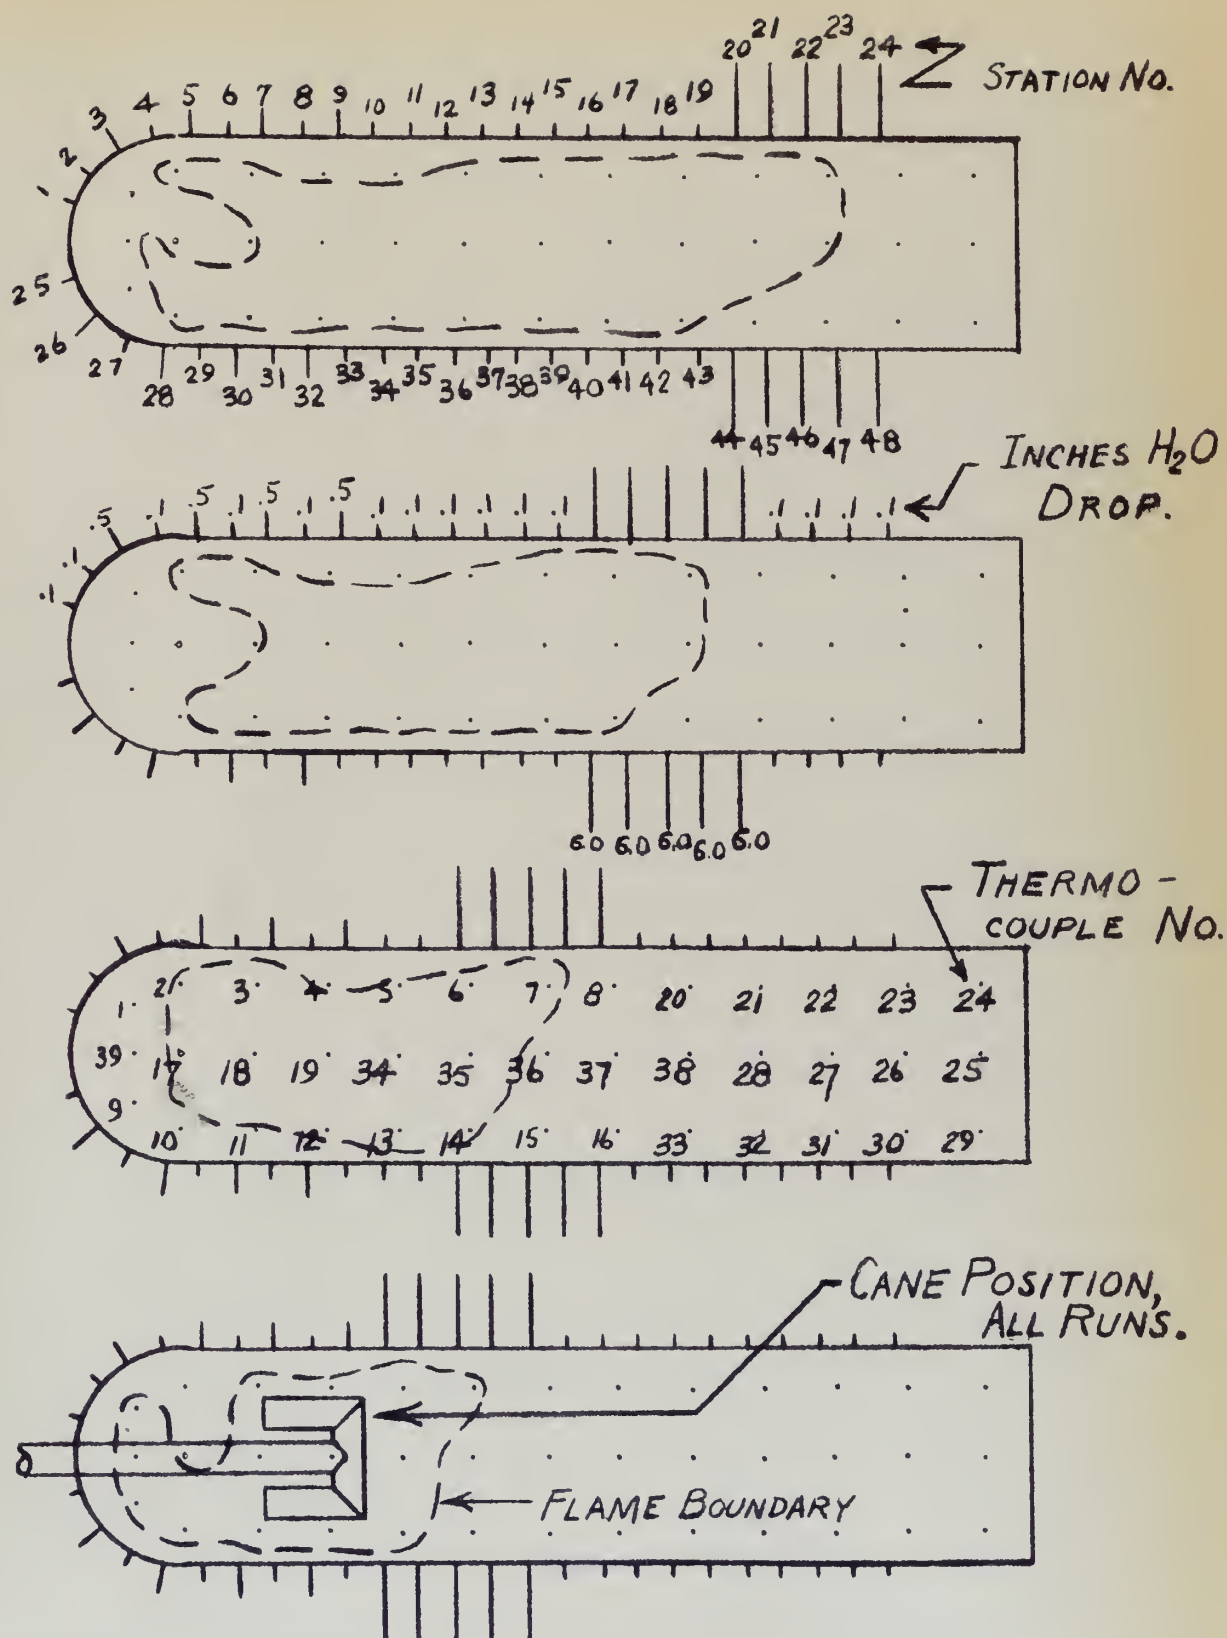 20 21 22 23 24
STATION NO.
1 2 3 4 5 6 7 8 9 10 11 12 13 14 15 16 17 18 19
25 26 27 28 29 30 31 32 33 34 35 36 37 38 39 40 41 42 43
44 45 46 47 48
INCHES H2O
DROP.
.1 .1 .5 .1 .5 .1 .5 .1 .5 .1 .1 .1 .1 .1 .1 .1 .1 .1 .1
6.0 6.0 6.0 6.0 6.0
THERMO-
COUPLE NO.
1 2 3 4 5 6 7 8 20 21 22 23 24
39 17 18 19 34 35 36 37 38 28 27 26 25
9 10 11 12 13 14 15 16 33 32 31 30 29
CANE POSITION,
ALL RUNS.
FLAME BOUNDARY